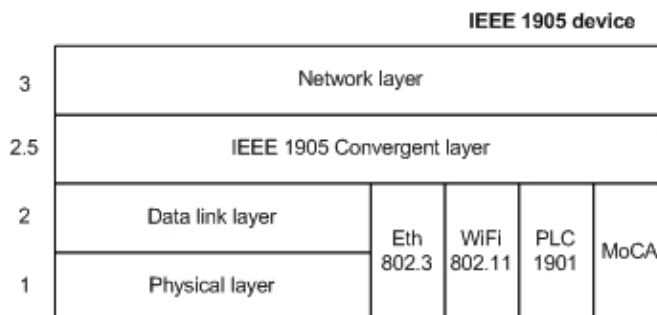 IEEE 1905 device
3
Network layer
2.5
IEEE 1905 Convergent layer
2
Data link layer
Eth
802.3
WiFi
802.11
PLC
1901
MoCA
1
Physical layer